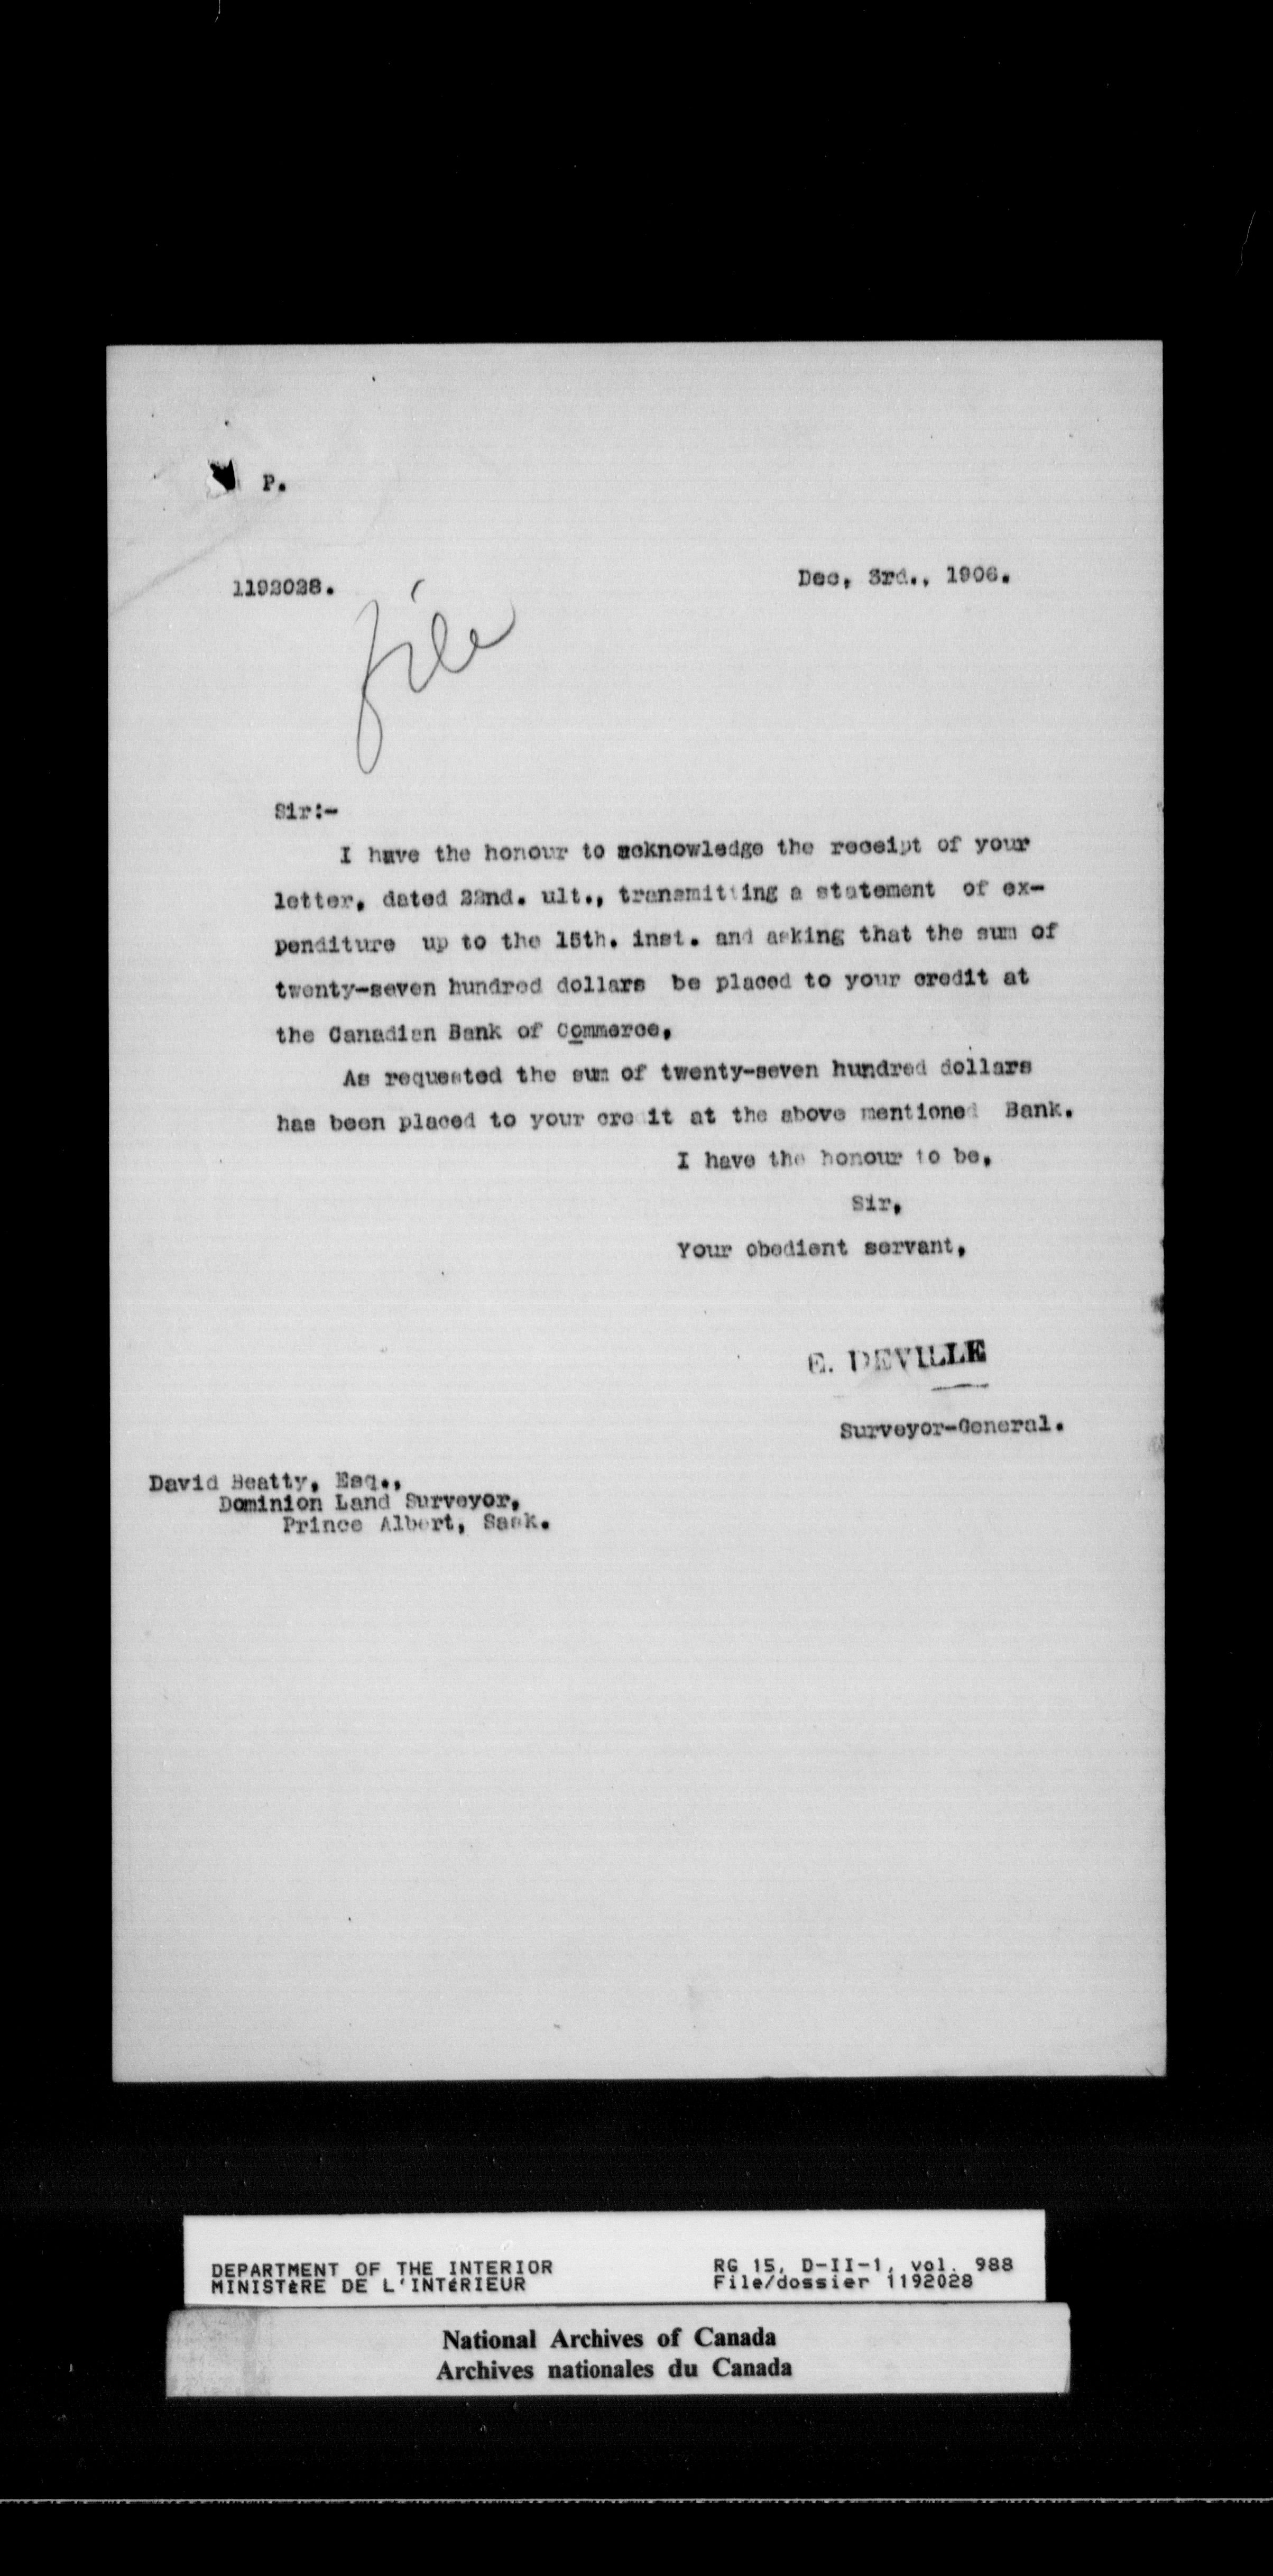 P.
1192028.
Dec, 3rd., 1906.
file
Sir:-
I have the honour to acknowledge the receipt of your
letter, dated 22nd. ult., transmitting a statement of ex-
penditure up to the 15th. inst. and asking that the sum of
twenty-seven hundred dollars be placed to your credit at
the Canadian Bank of Commerce,
As requested the sum of twenty-seven hundred dollars
has been placed to your credit at the above mentioned Bank.
I have the honour to be,
Sir,
Your obedient servant,
E. DEVILLE
Surveyor-General.
David Beatty, Esq.,
Dominion Land Surveyor,
Prince Albert, Sask.
DEPARTMENT OF THE INTERIOR
MINISTÈRE DE L'INTÉRIEUR
RG 15, D-II-1, vol. 988
File/dossier 1192028
National Archives of Canada
Archives nationales du Canada